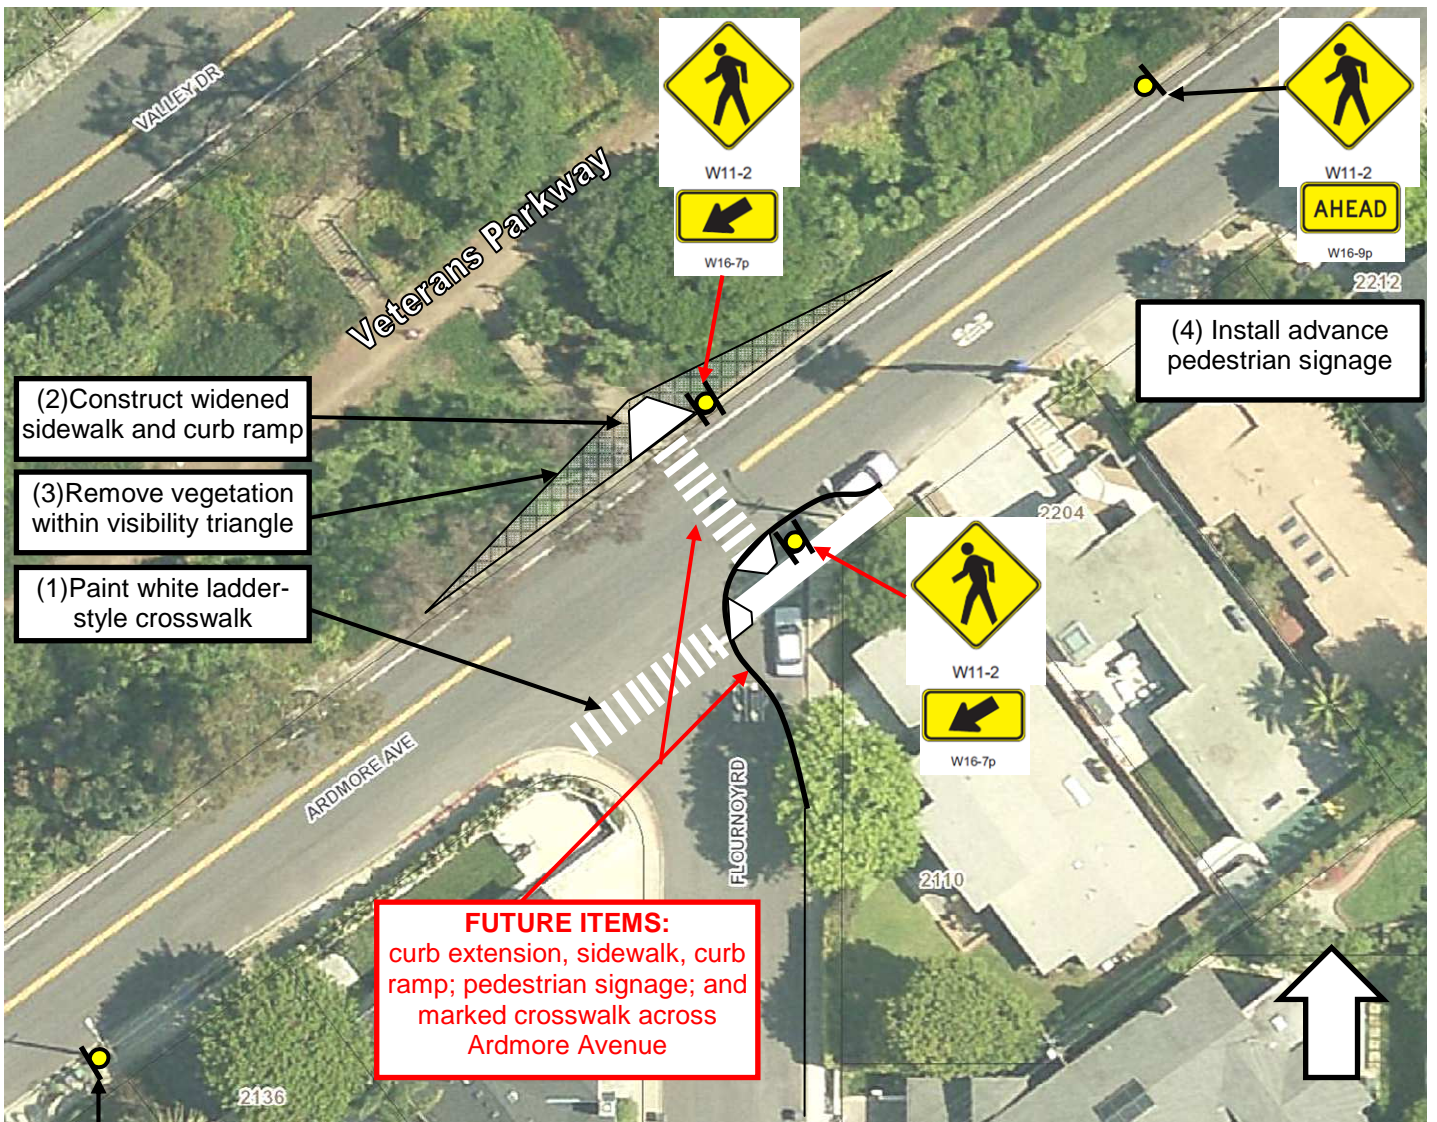 VALLEY DR
Veterans Parkway
W11-2
W16-7p
W11-2
AHEAD
W16-9p
2212
(4) Install advance
pedestrian signage
(2)Construct widened
sidewalk and curb ramp
(3)Remove vegetation
within visibility triangle
(1)Paint white ladder-
style crosswalk
2204
W11-2
W16-7p
ARDMORE AVE
FLOURNOY RD
2110
FUTURE ITEMS:
curb extension, sidewalk, curb
ramp; pedestrian signage; and
marked crosswalk across
Ardmore Avenue
2136